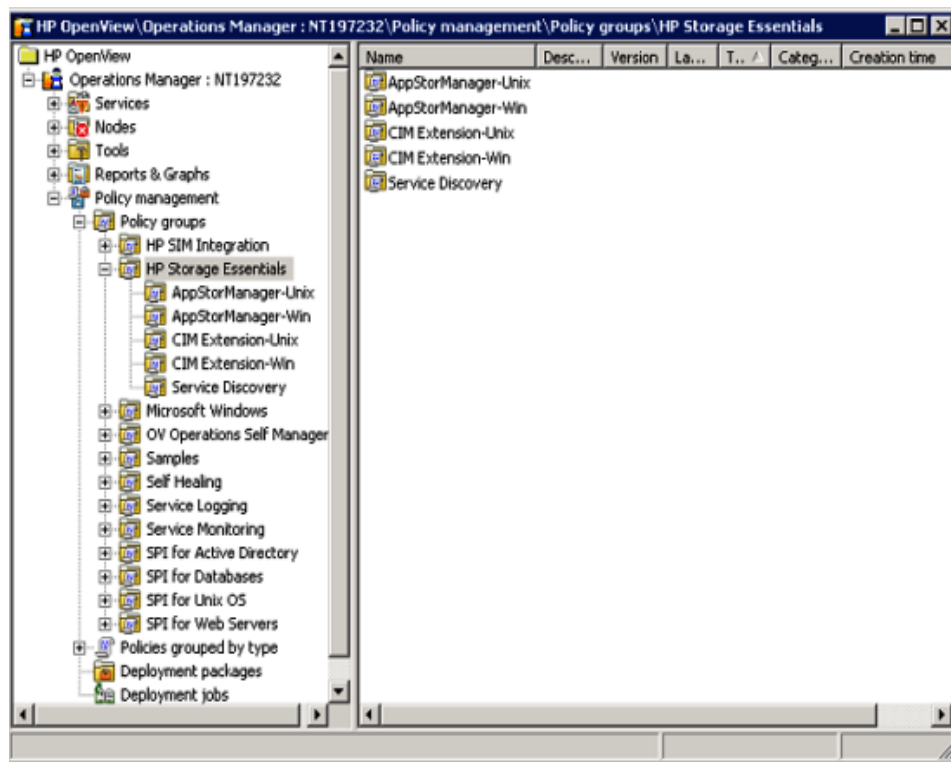 HP OpenView\Operations Manager : NT197232\Policy management\Policy groups\HP Storage Essentials
HP OpenView
Operations Manager : NT197232
Services
Nodes
Tools
Reports & Graphs
Policy management
Policy groups
HP SIM Integration
HP Storage Essentials
AppStorManager-Unix
AppStorManager-Win
CIM Extension-Unix
CIM Extension-Win
Service Discovery
Microsoft Windows
OV Operations Self Manager
Samples
Self Healing
Service Logging
Service Monitoring
SPI for Active Directory
SPI for Databases
SPI for Unix OS
SPI for Web Servers
Policies grouped by type
Deployment packages
Deployment jobs
Name Desc... Version La... T.. Categ... Creation time
AppStorManager-Unix
AppStorManager-Win
CIM Extension-Unix
CIM Extension-Win
Service Discovery